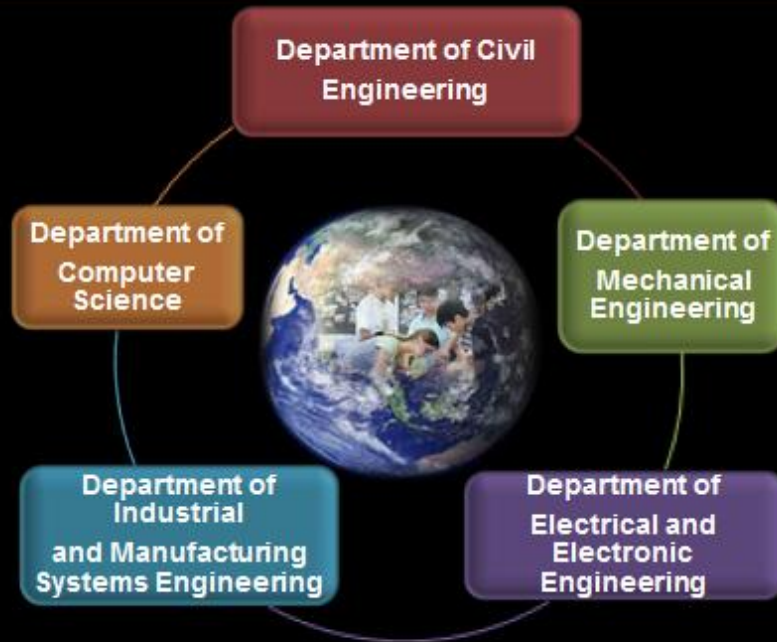 Department of Civil
Engineering
Department of
Computer
Science
Department of
Mechanical
Engineering
Department of
Industrial
and Manufacturing
Systems Engineering
Department of
Electrical and
Electronic
Engineering